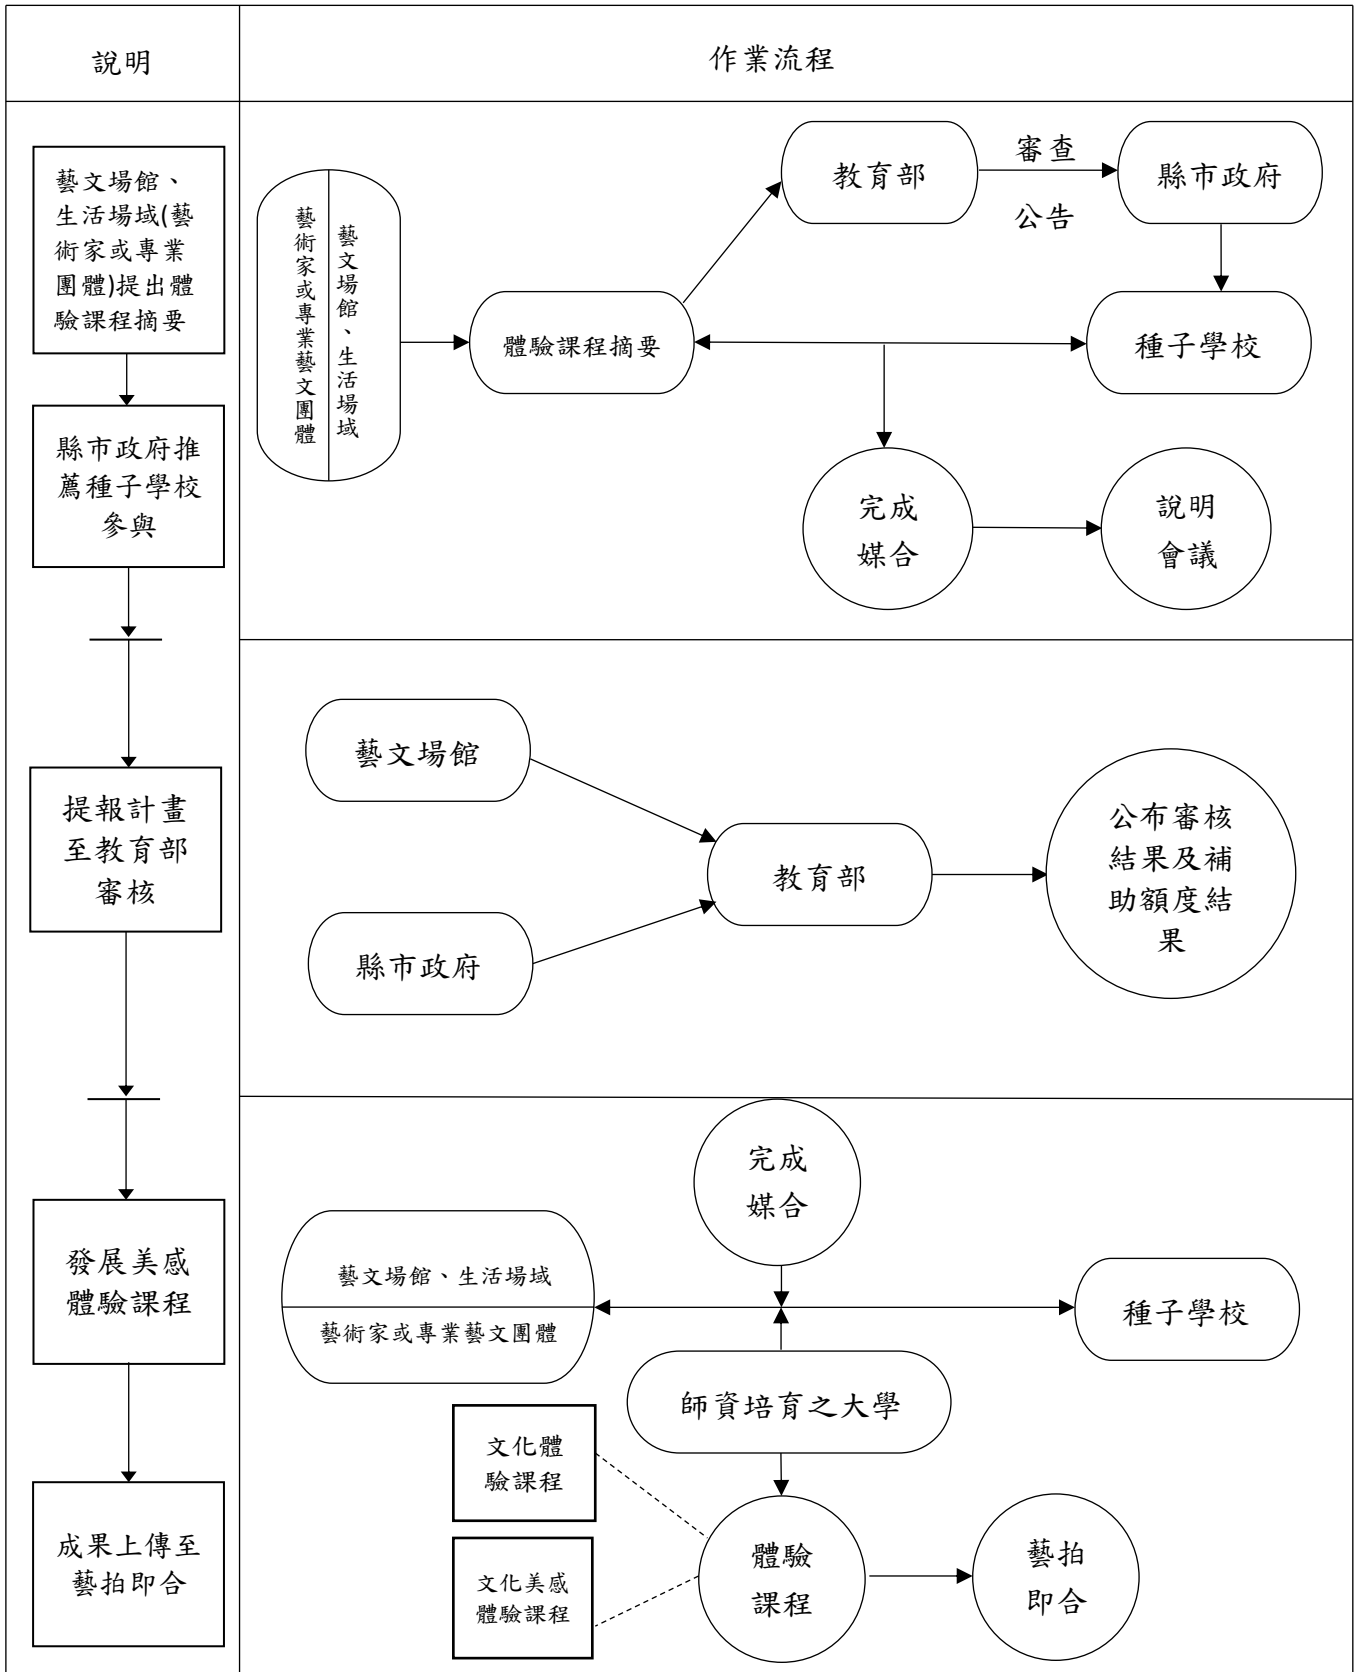 說明
作業流程
藝文場館、
生活場域(藝
術家或專業
團體)提出體
驗課程摘要
縣市政府推
薦種子學校
參與
提報計畫
至教育部
審核
發展美感
體驗課程
成果上傳至
藝拍即合
藝術家或專業藝文團體
藝文場館、生活場域
體驗課程摘要
教育部
審查
公告
縣市政府
種子學校
完成
媒合
說明
會議
藝文場館
縣市政府
教育部
公布審核
結果及補
助額度結
果
完成
媒合
藝文場館、生活場域
藝術家或專業藝文團體
種子學校
師資培育之大學
文化體
驗課程
文化美感
體驗課程
體驗
課程
藝拍
即合